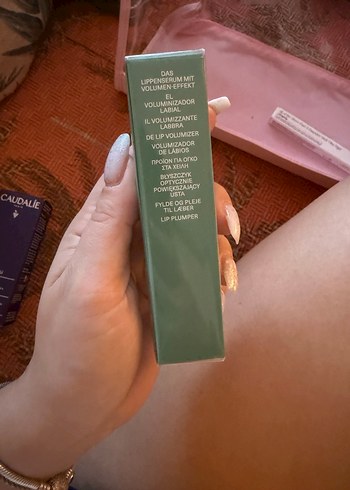 DAS
LIPPENSERUM MIT
VOLUMEN-EFFEKT
EL
VOLUMINIZADOR
LABIAL
IL VOLUMIZZANTE
LABBRA
DE LIP VOLUMIZER
VOLUMIZADOR
DE LÁBIOS
ΠΡΟΪΟΝ ΓΙΑ ΟΓΚΟ
ΣΤΑ ΧΕΙΛΗ
BŁYSZCZYK
OPTYCZNIE
POWIĘKSZAJĄCY
USTA
FYLDE OG PLEJE
TIL LÆBER
LIP PLUMPER
CAUDALIE